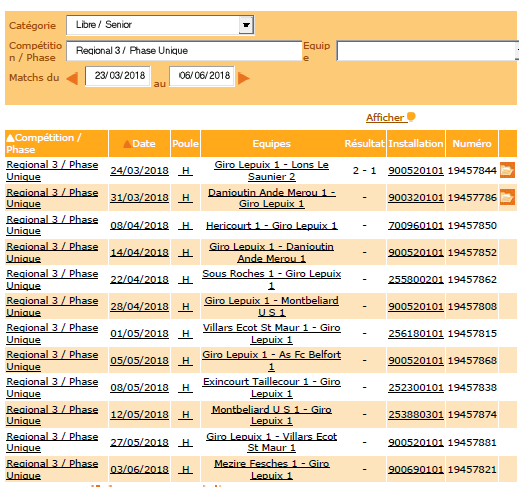 Catégorie Libre / Senior
Compétitio
n / Phase Regional 3 / Phase Unique Equip
e
Matchs du 23/03/2018 au 06/06/2018
Afficher
Compétition /
Phase Date Poule Equipes Résultat Installation Numéro
Regional 3 / Phase
Unique 24/03/2018 H Giro Lepuix 1 - Lons Le
Saunier 2 2 - 1 900520101 19457844
Regional 3 / Phase
Unique 31/03/2018 H Danjoutin Ande Merou 1 -
Giro Lepuix 1 - 900320101 19457786
Regional 3 / Phase
Unique 08/04/2018 H Hericourt 1 - Giro Lepuix 1 - 700960101 19457850
Regional 3 / Phase
Unique 14/04/2018 H Giro Lepuix 1 - Danjoutin
Ande Merou 1 - 900520101 19457852
Regional 3 / Phase
Unique 22/04/2018 H Sous Roches 1 - Giro Lepuix
1 - 255800201 19457862
Regional 3 / Phase
Unique 28/04/2018 H Giro Lepuix 1 - Montbeliard
U S 1 - 900520101 19457808
Regional 3 / Phase
Unique 01/05/2018 H Villars Ecot St Maur 1 - Giro
Lepuix 1 - 256180101 19457815
Regional 3 / Phase
Unique 05/05/2018 H Giro Lepuix 1 - As Fc Belfort
1 - 900520101 19457868
Regional 3 / Phase
Unique 08/05/2018 H Exincourt Taillecour 1 - Giro
Lepuix 1 - 252300101 19457838
Regional 3 / Phase
Unique 12/05/2018 H Montbeliard U S 1 - Giro
Lepuix 1 - 253880301 19457874
Regional 3 / Phase
Unique 27/05/2018 H Giro Lepuix 1 - Villars Ecot
St Maur 1 - 900520101 19457881
Regional 3 / Phase
Unique 03/06/2018 H Mezire Fesches 1 - Giro
Lepuix 1 - 900690101 19457821